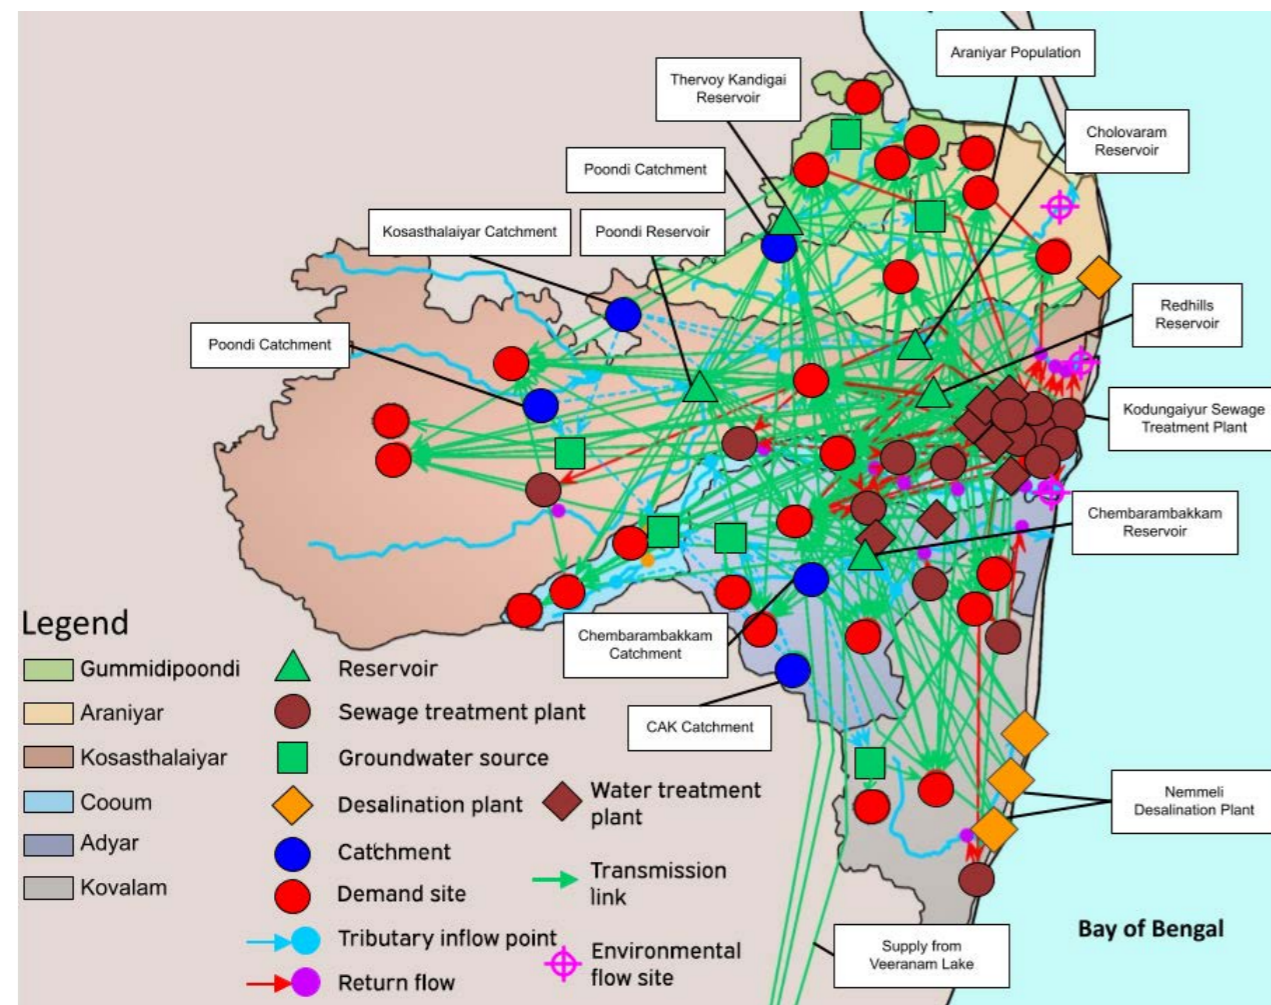 Araniyar Population
Thervoy Kandigai
Reservoir
Cholovaram
Reservoir
Poondi Catchment
Kosasthalaiyar Catchment
Poondi Reservoir
Redhills
Reservoir
Poondi Catchment
Kodungaiyur Sewage
Treatment Plant
Chembarambakkam
Reservoir
Chembarambakkam
Catchment
CAK Catchment
Nemmeli
Desalination Plant
Supply from
Veeranam Lake
Bay of Bengal
Legend
Gummidipoondi
Araniyar
Kosasthalaiyar
Cooum
Adyar
Kovalam
Reservoir
Sewage treatment plant
Groundwater source
Desalination plant
Catchment
Demand site
Tributary inflow point
Return flow
Water treatment
plant
Transmission
link
Environmental
flow site